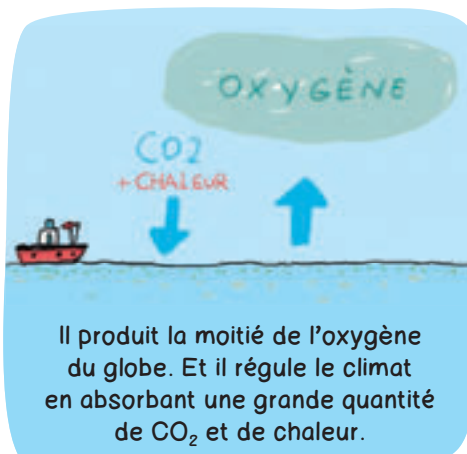 OXYGÈNE
CO2
+ CHALEUR
Il produit la moitié de l'oxygène
du globe. Et il régule le climat
en absorbant une grande quantité
de CO₂ et de chaleur.